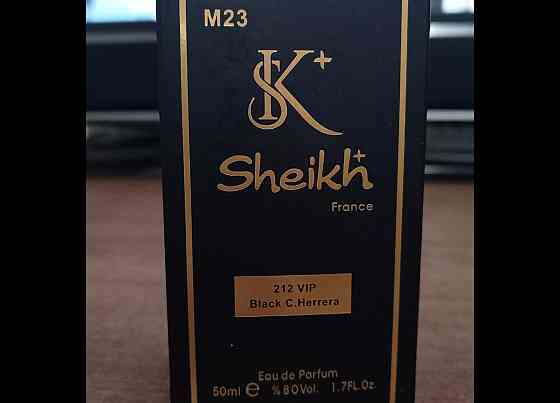 M23
SK+
Sheikh+
France
212 VIP
Black C.Herrera
Eau de Parfum
50ml e %80Vol. 1.7FL.Oz